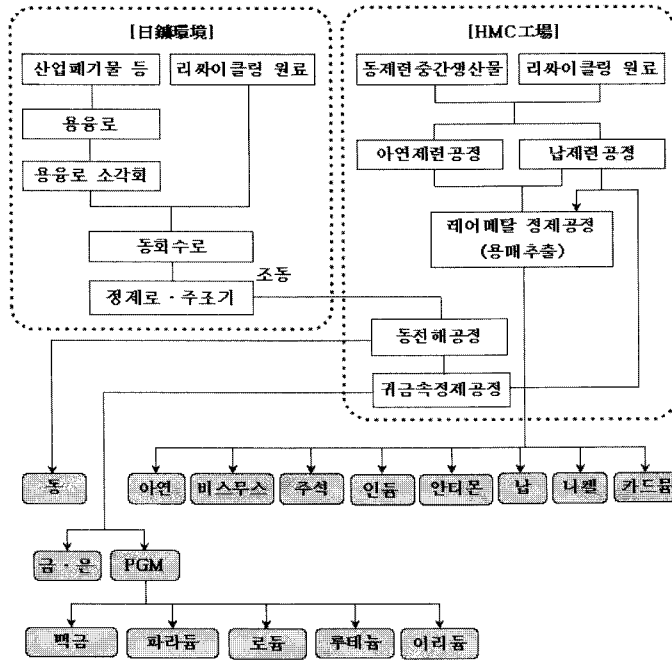 [日鑛環境]
산업폐기물 등
리싸이클링 원료
용융로
용융로 소각회
동회수로
정제로 · 주조기
조동
[HMC工場]
동제련중간생산물
리싸이클링 원료
아연제련공정
납제련공정
레어메탈 정제공정
(용매추출)
동전해공정
귀금속정제공정
동
아연
비스무스
주석
인듐
안티몬
납
니켈
카드뮴
금 · 은
PGM
백금
파라듐
로듐
루테늄
이리듐